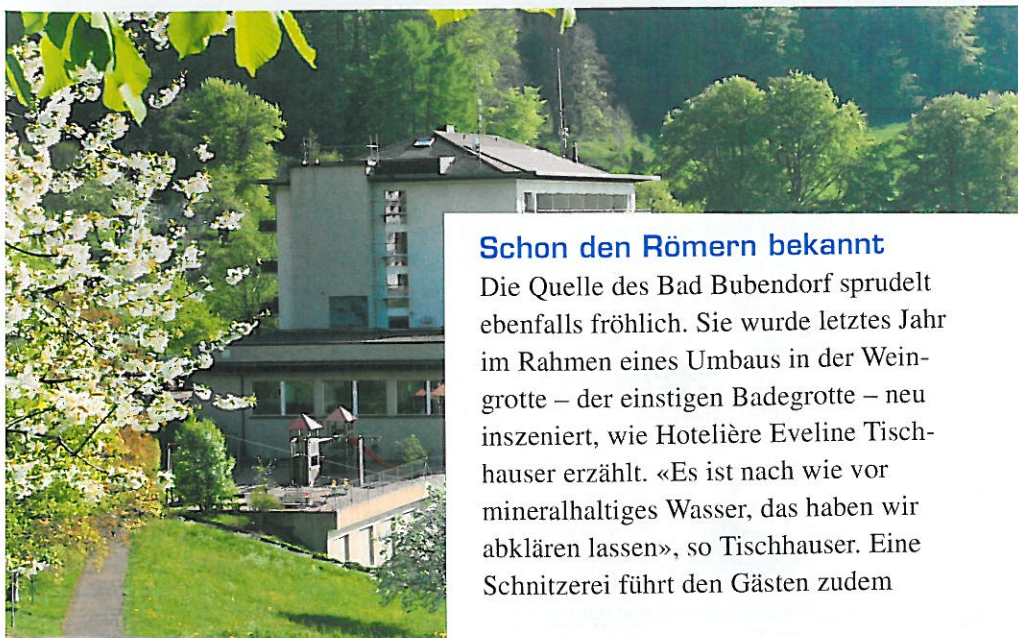 Schon den Römern bekannt
Die Quelle des Bad Bubendorf sprudelt
ebenfalls fröhlich. Sie wurde letztes Jahr
im Rahmen eines Umbaus in der Wein-
grotte – der einstigen Badegrotte – neu
inszeniert, wie Hotelière Eveline Tisch-
hauser erzählt. «Es ist nach wie vor
mineralhaltiges Wasser, das haben wir
abklären lassen», so Tischhauser. Eine
Schnitzerei führt den Gästen zudem